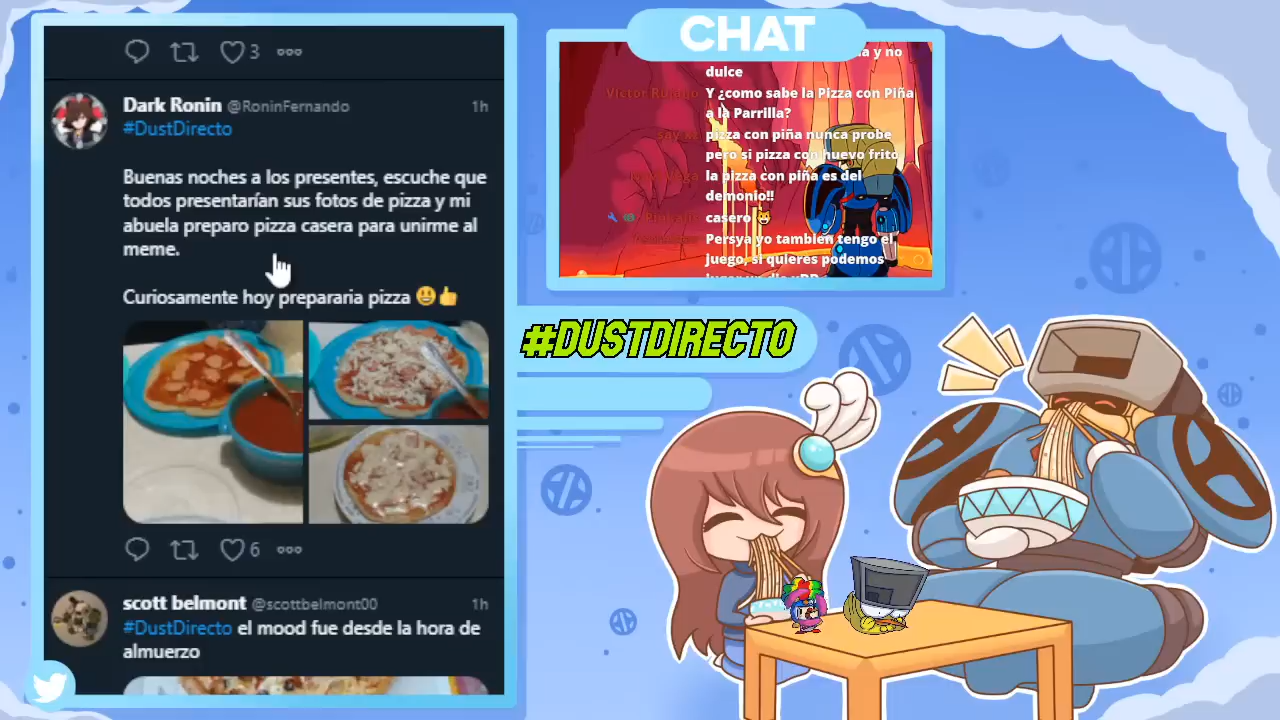 3
Dark Ronin @RoninFernando 1h
#DustDirecto
Buenas noches a los presentes, escuche que
todos presentarían sus fotos de pizza y mi
abuela preparo pizza casera para unirme al
meme.
Curiosamente hoy prepararia pizza 😃👍
6
scott belmont @scottbelmont00 1h
#DustDirecto el mood fue desde la hora de
almuerzo
CHAT
y no
dulce
Y ¿como sabe la Pizza con Piña
a la Parrilla?
pizza con piña nunca probe
pero si pizza con huevo frito
la pizza con piña es del
demonio!!
casero
Persya yo tambien tengo el
juego, si quieres podemos
#DUSTDIRECTO